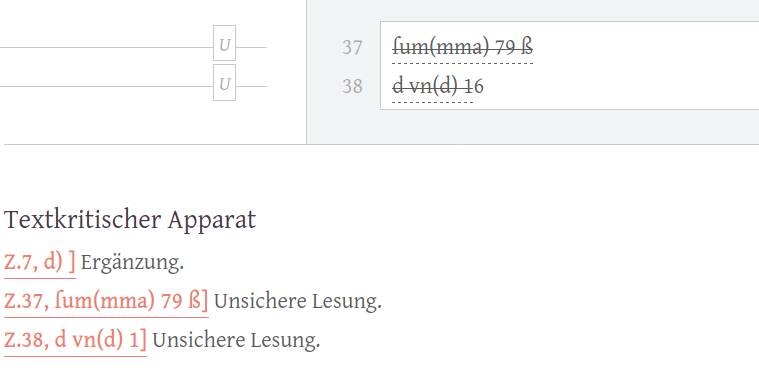 U 37 ſum(mma) 79 ß
U 38 d vn(d) 16
Textkritischer Apparat
Z.7, d) ] Ergänzung.
Z.37, ſum(mma) 79 ß] Unsichere Lesung.
Z.38, d vn(d) 1] Unsichere Lesung.